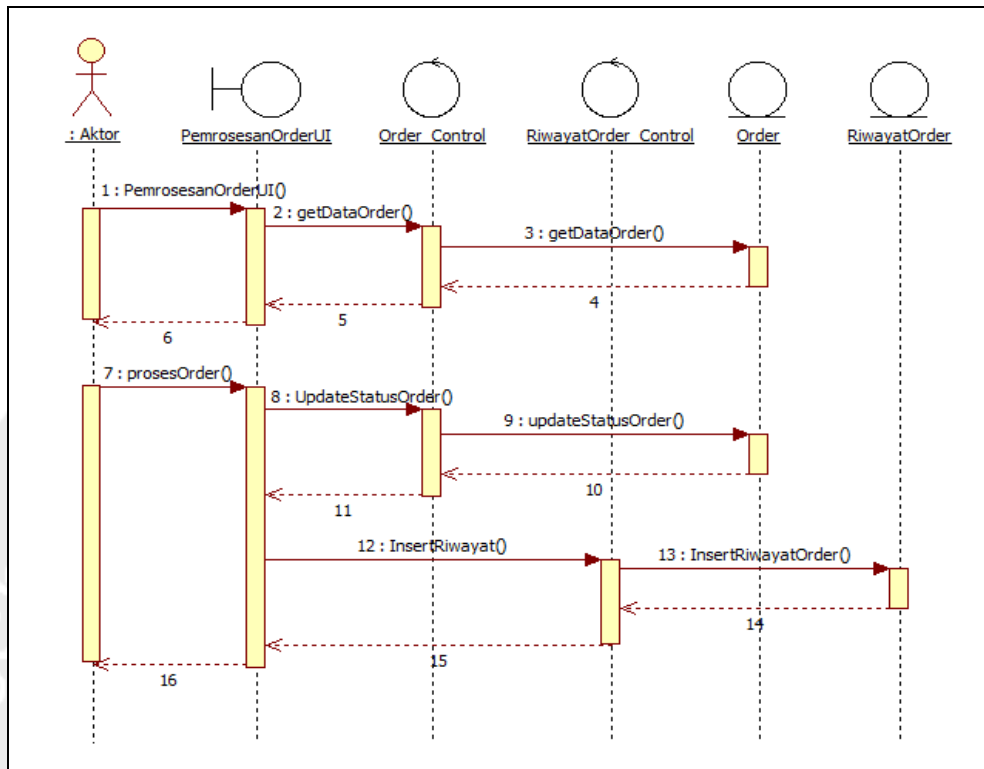 : Aktor
PemrosesanOrderUI
Order_Control
RiwayatOrder_Control
Order
RiwayatOrder
1 : PemrosesanOrderUI()
2 : getDataOrder()
3 : getDataOrder()
4
5
6
7 : prosesOrder()
8 : UpdateStatusOrder()
9 : updateStatusOrder()
10
11
12 : InsertRiwayat()
13 : InsertRiwayatOrder()
14
15
16